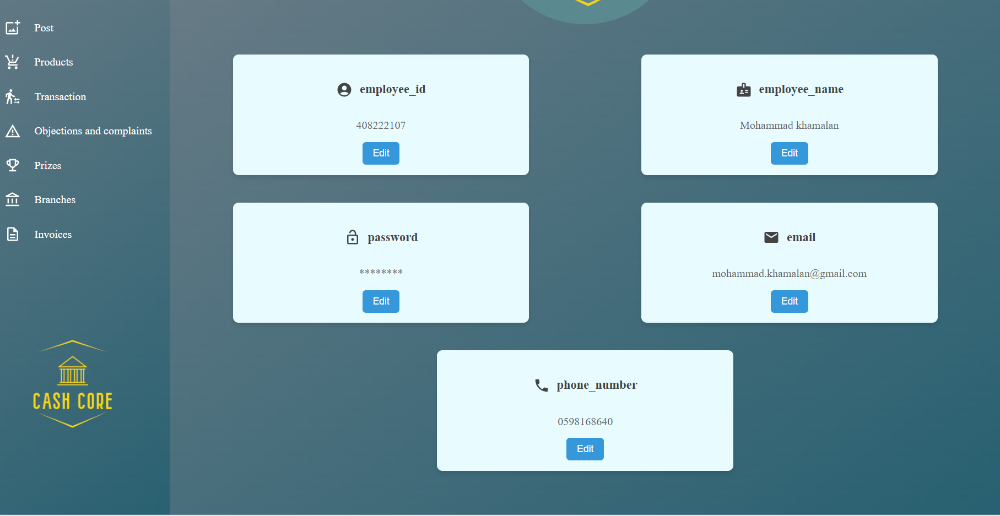 Post
Products
Transaction
Objections and complaints
Prizes
Branches
Invoices
CASH CORE
employee_id
408222107
Edit
employee_name
Mohammad khamalan
Edit
password
********
Edit
email
mohammad.khamalan@gmail.com
Edit
phone_number
0598168640
Edit